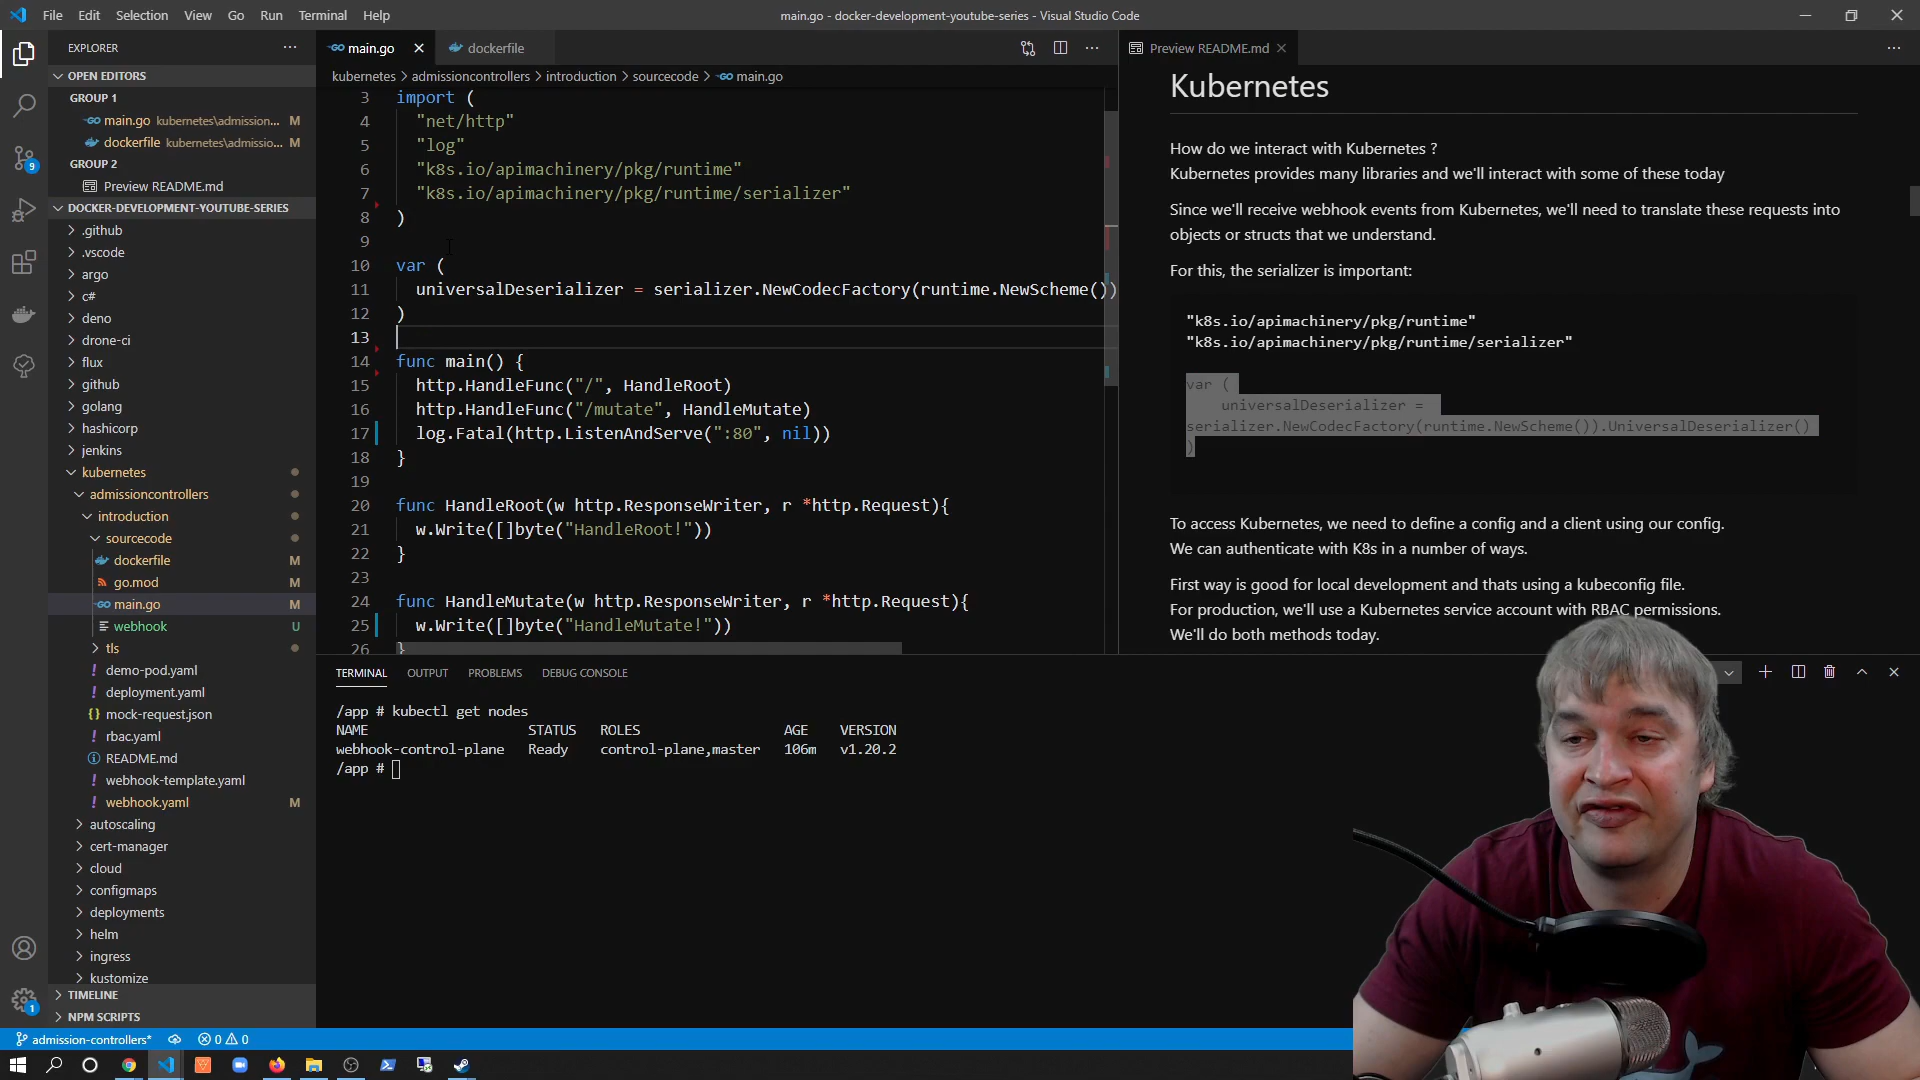 File Edit Selection View Go Run Terminal Help
main.go - docker-development-youtube-series - Visual Studio Code
EXPLORER
OPEN EDITORS
GROUP 1
main.go kubernetes\admission... M
dockerfile kubernetes\admissio... M
GROUP 2
Preview README.md
DOCKER-DEVELOPMENT-YOUTUBE-SERIES
.github
.vscode
argo
c#
deno
drone-ci
flux
github
golang
hashicorp
jenkins
kubernetes
admissioncontrollers
introduction
sourcecode
dockerfile M
go.mod M
main.go M
webhook U
tls
demo-pod.yaml
deployment.yaml
mock-request.json
rbac.yaml
README.md
webhook-template.yaml
webhook.yaml M
autoscaling
cert-manager
cloud
configmaps
deployments
helm
ingress
kustomize
TIMELINE
NPM SCRIPTS
9
1
main.go
dockerfile
kubernetes > admissioncontrollers > introduction > sourcecode > main.go
3 import (
4 "net/http"
5 "log"
6 "k8s.io/apimachinery/pkg/runtime"
7 "k8s.io/apimachinery/pkg/runtime/serializer"
8 )
9
10 var (
11 universalDeserializer = serializer.NewCodecFactory(runtime.NewScheme())
12 )
13
14 func main() {
15 http.HandleFunc("/", HandleRoot)
16 http.HandleFunc("/mutate", HandleMutate)
17 log.Fatal(http.ListenAndServe(":80", nil))
18 }
19
20 func HandleRoot(w http.ResponseWriter, r *http.Request){
21 w.Write([]byte("HandleRoot!"))
22 }
23
24 func HandleMutate(w http.ResponseWriter, r *http.Request){
25 w.Write([]byte("HandleMutate!"))
26 }
Preview README.md
Kubernetes
How do we interact with Kubernetes ?
Kubernetes provides many libraries and we'll interact with some of these today
Since we'll receive webhook events from Kubernetes, we'll need to translate these requests into
objects or structs that we understand.
For this, the serializer is important:
"k8s.io/apimachinery/pkg/runtime"
"k8s.io/apimachinery/pkg/runtime/serializer"
var (
universalDeserializer =
serializer.NewCodecFactory(runtime.NewScheme()).UniversalDeserializer()
)
To access Kubernetes, we need to define a config and a client using our config.
We can authenticate with K8s in a number of ways.
First way is good for local development and thats using a kubeconfig file.
For production, we'll use a Kubernetes service account with RBAC permissions.
We'll do both methods today.
TERMINAL OUTPUT PROBLEMS DEBUG CONSOLE
/app # kubectl get nodes
NAME STATUS ROLES AGE VERSION
webhook-control-plane Ready control-plane,master 106m v1.20.2
/app #
admission-controllers* 0 0